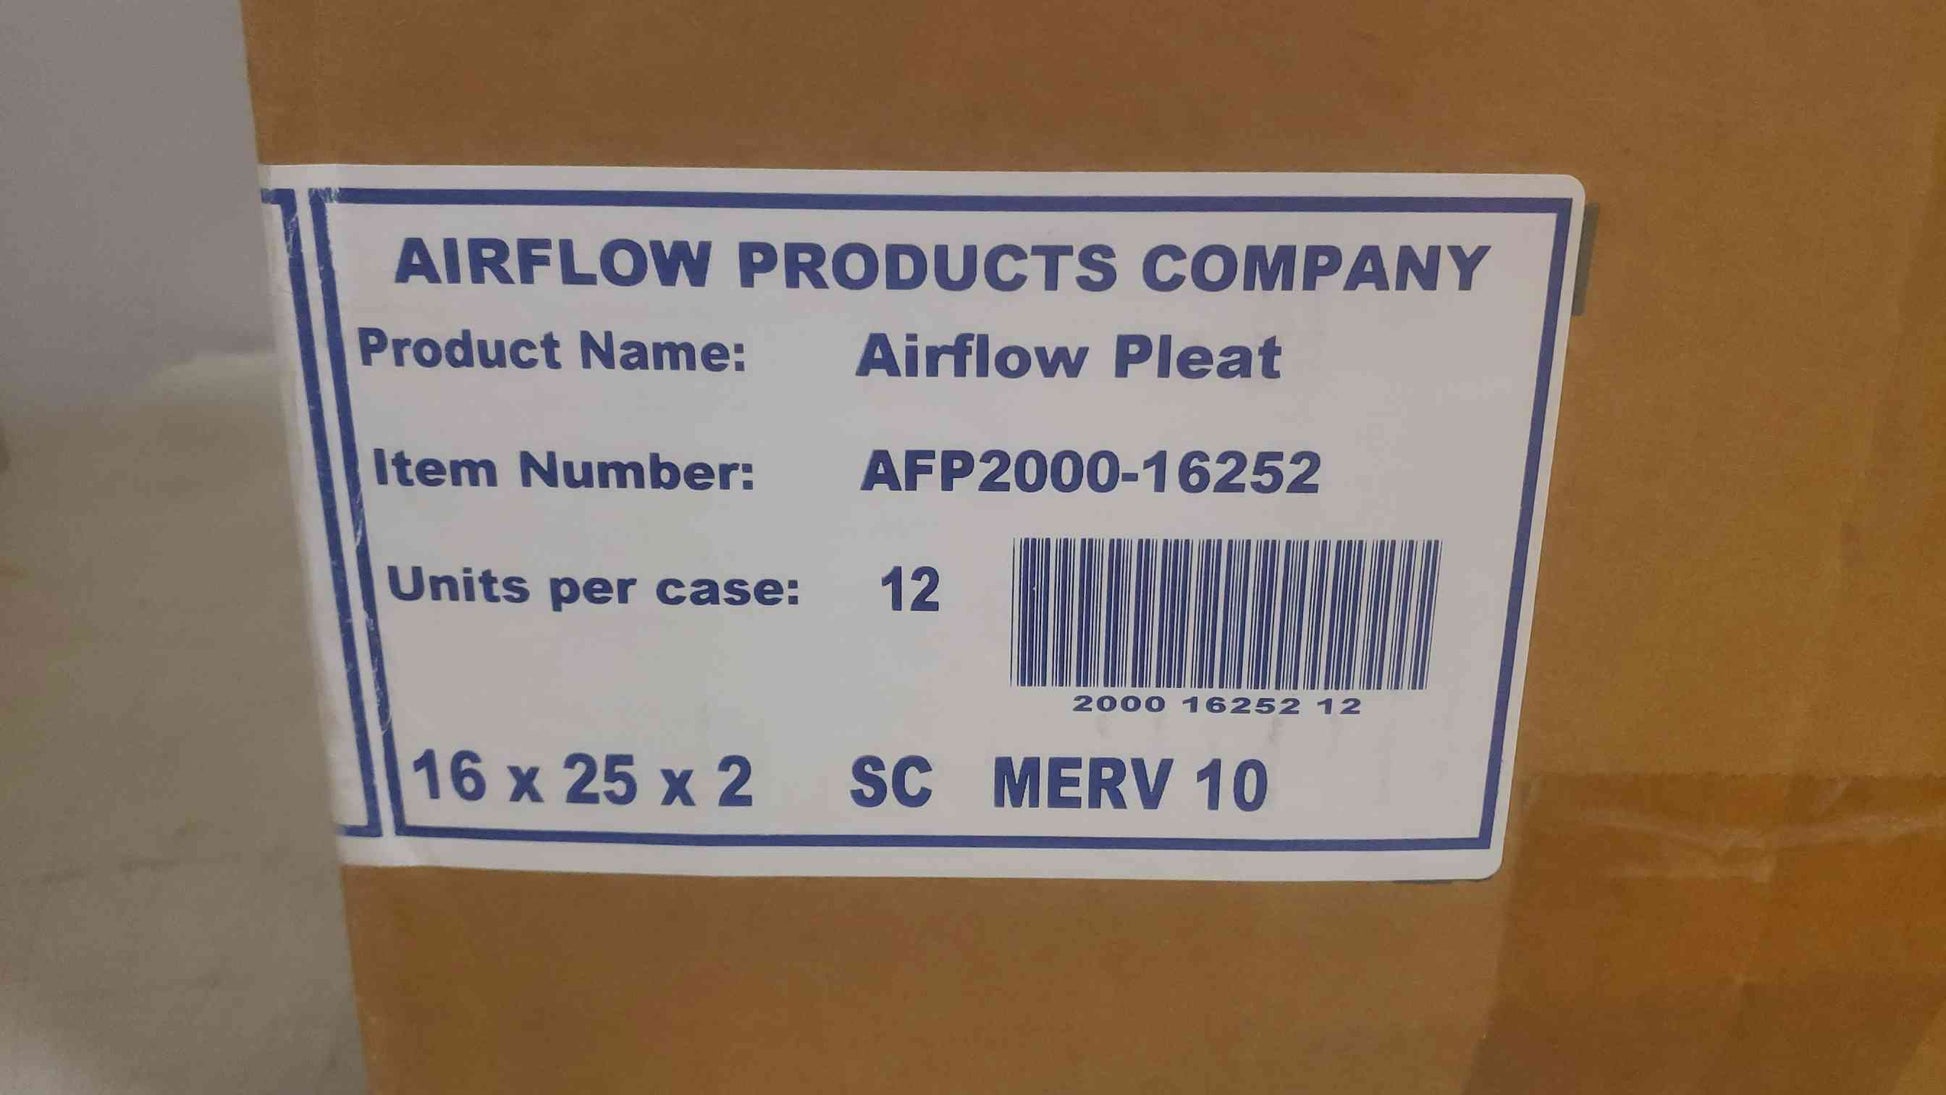 AIRFLOW PRODUCTS COMPANY
Product Name: Airflow Pleat
Item Number: AFP2000-16252
Units per case: 12
2000 16252 12
16 x 25 x 2 SC MERV 10